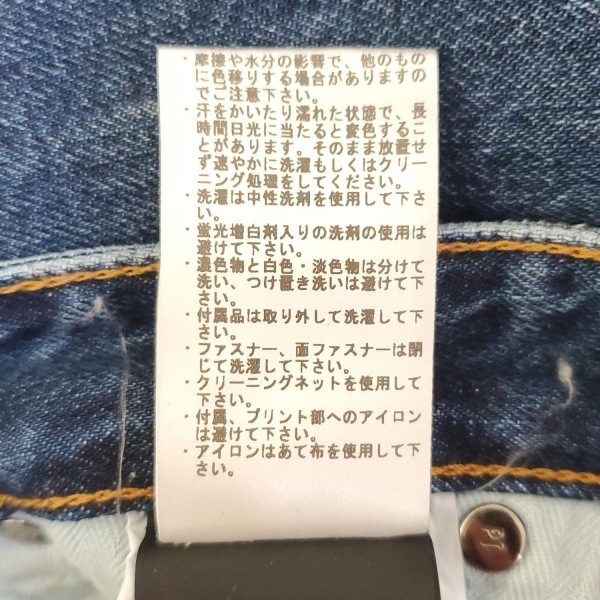 ・摩擦や水分の影響で、他のもの
に色移りする場合がありますの
でご注意下さい。
・汗をかいたり濡れた状態で、長
時間日光に当たると変色するこ
とがあります。そのまま放置せ
ず速やかに洗濯もしくはクリー
ニング処理をしてください。
・洗濯は中性洗剤を使用して下さ
い。
・蛍光増白剤入りの洗剤の使用は
避けて下さい。
・濃色物と白色・淡色物は分けて
洗い、つけ置き洗いは避けて下
さい。
・付属品は取り外して洗濯して下
さい。
・ファスナー、面ファスナーは閉
じて洗濯して下さい。
・クリーニングネットを使用して
下さい。
・付属、プリント部へのアイロン
は避けて下さい。
・アイロンはあて布を使用して下
さい。